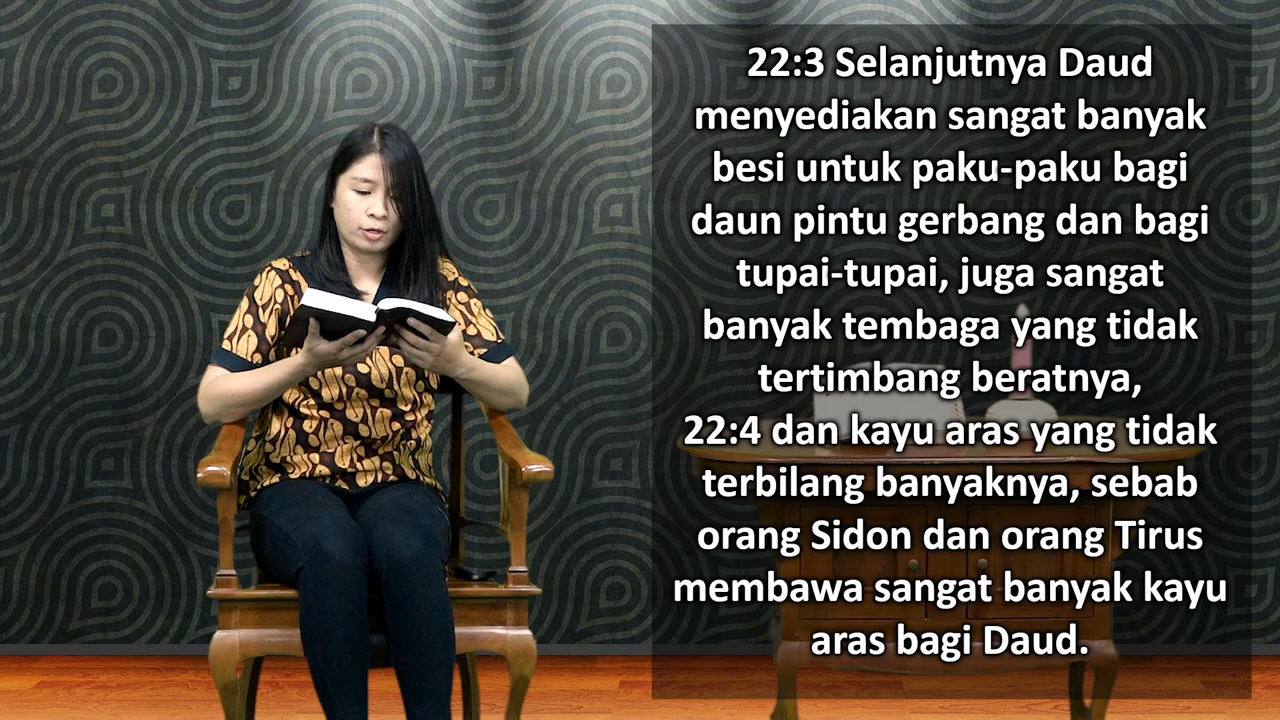 22:3 Selanjutnya Daud
menyediakan sangat banyak
besi untuk paku-paku bagi
daun pintu gerbang dan bagi
tupai-tupai, juga sangat
banyak tembaga yang tidak
tertimbang beratnya,
22:4 dan kayu aras yang tidak
terbilang banyaknya, sebab
orang Sidon dan orang Tirus
membawa sangat banyak kayu
aras bagi Daud.